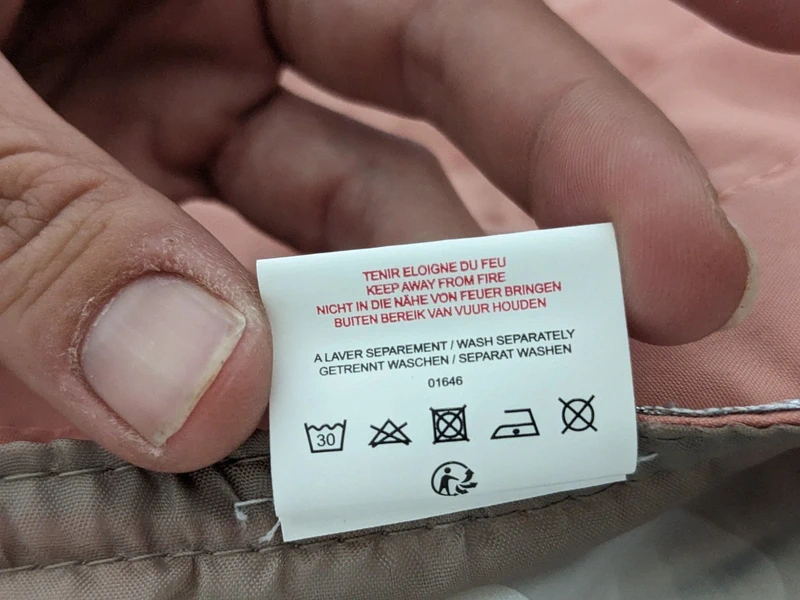 TENIR ELOIGNE DU FEU
KEEP AWAY FROM FIRE
NICHT IN DIE NÄHE VON FEUER BRINGEN
BUITEN BEREIK VAN VUUR HOUDEN
A LAVER SEPAREMENT / WASH SEPARATELY
GETRENNT WASCHEN / SEPARAT WASHEN
01646
30